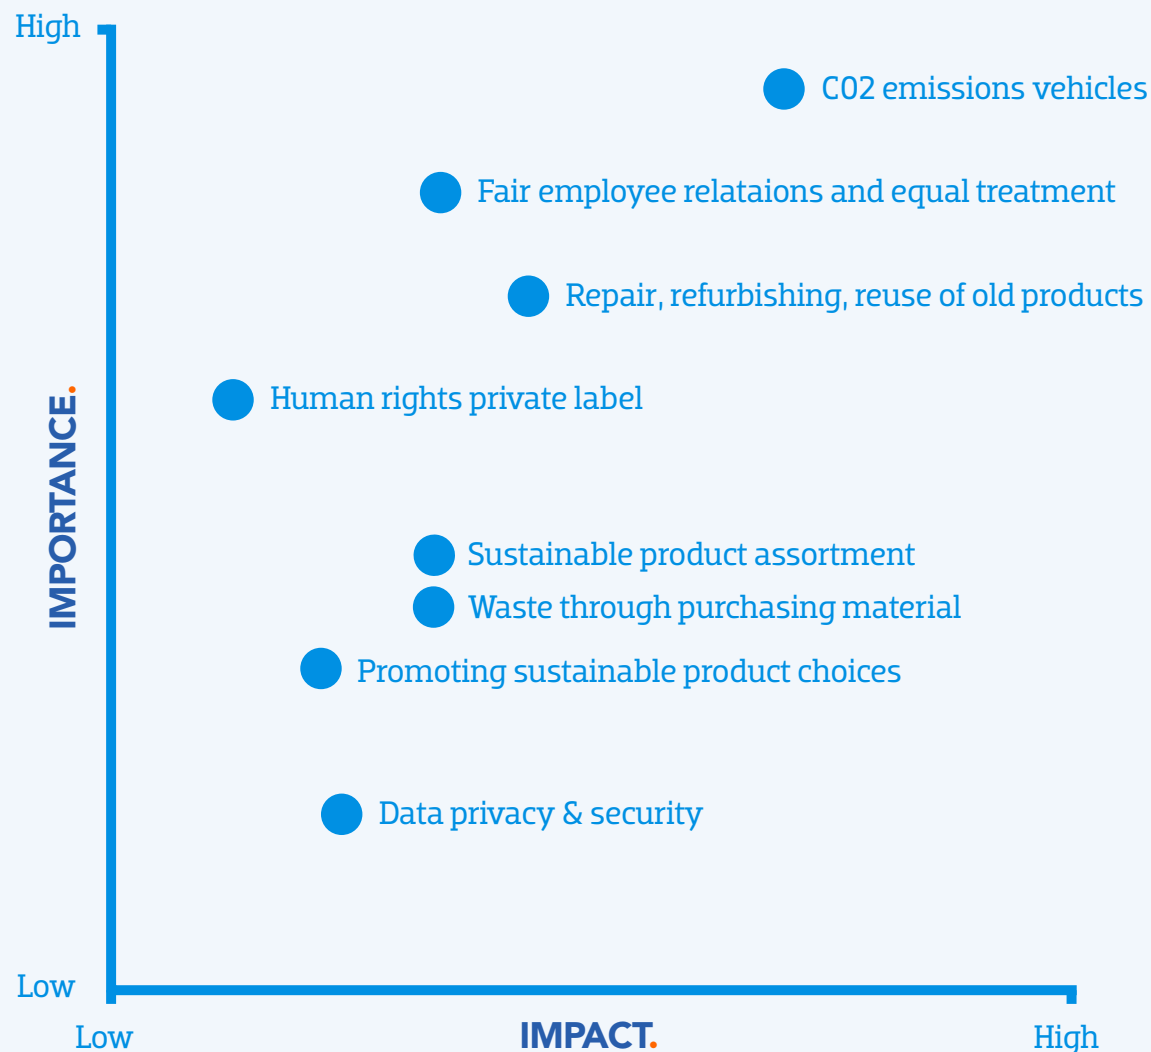 High
CO2 emissions vehicles
Fair employee relataions and equal treatment
Repair, refurbishing, reuse of old products
Human rights private label
IMPORTANCE.
Sustainable product assortment
Waste through purchasing material
Promoting sustainable product choices
Data privacy & security
Low
Low
IMPACT.
High